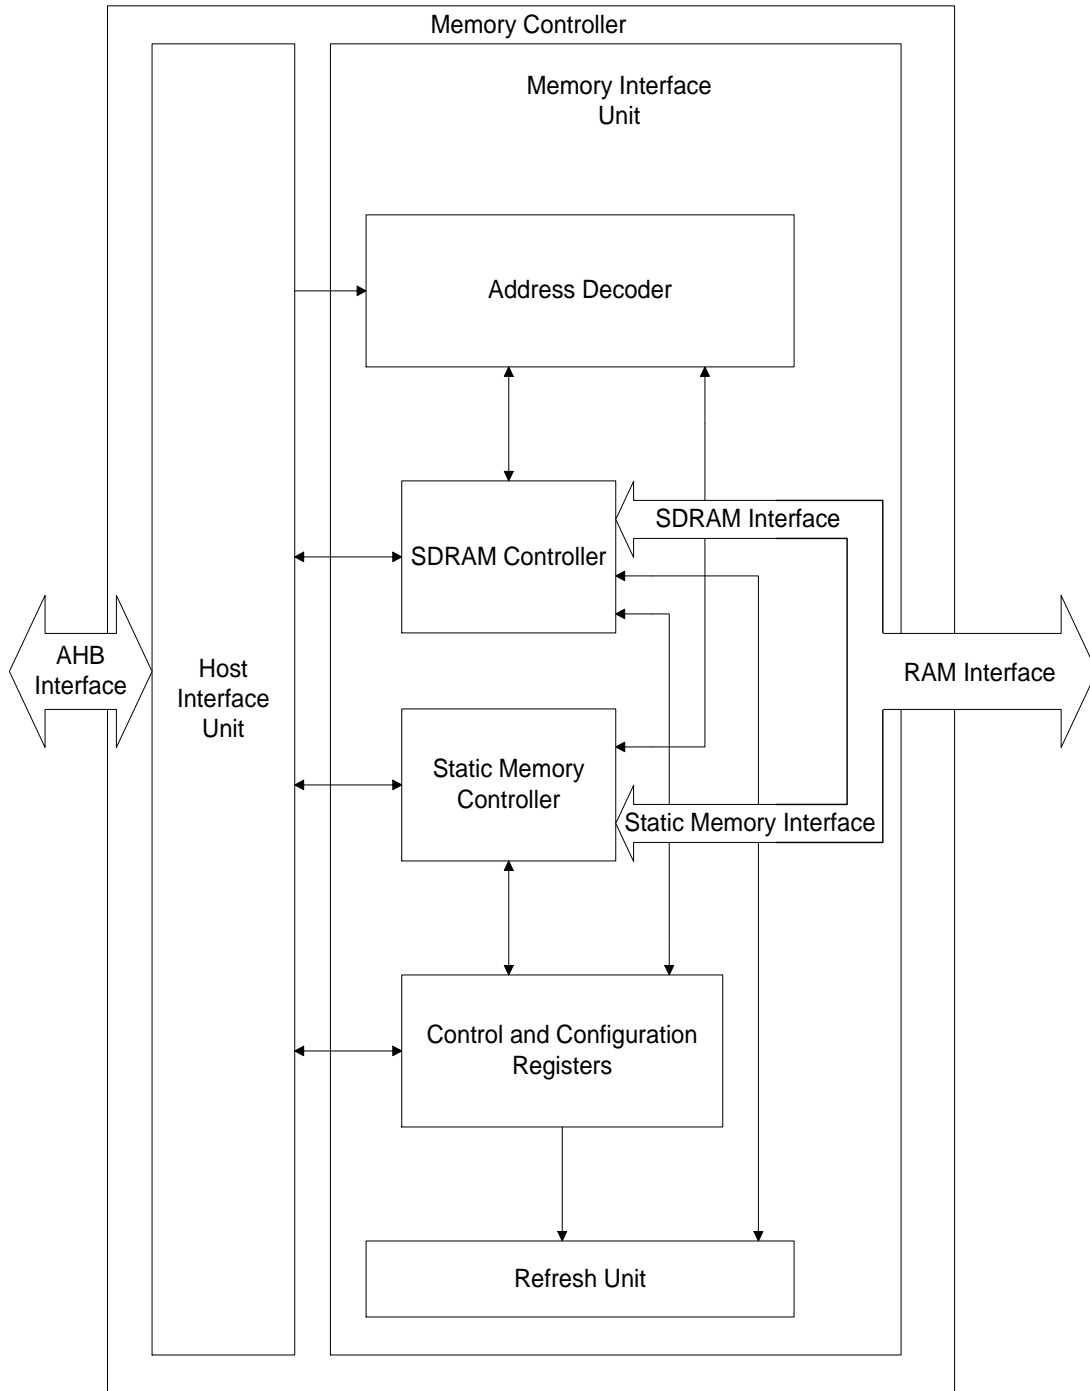 Memory Controller
Memory Interface
Unit
Address Decoder
SDRAM Interface
SDRAM Controller
AHB
Interface
Host
Interface
Unit
RAM Interface
Static Memory
Controller
Static Memory Interface
Control and Configuration
Registers
Refresh Unit